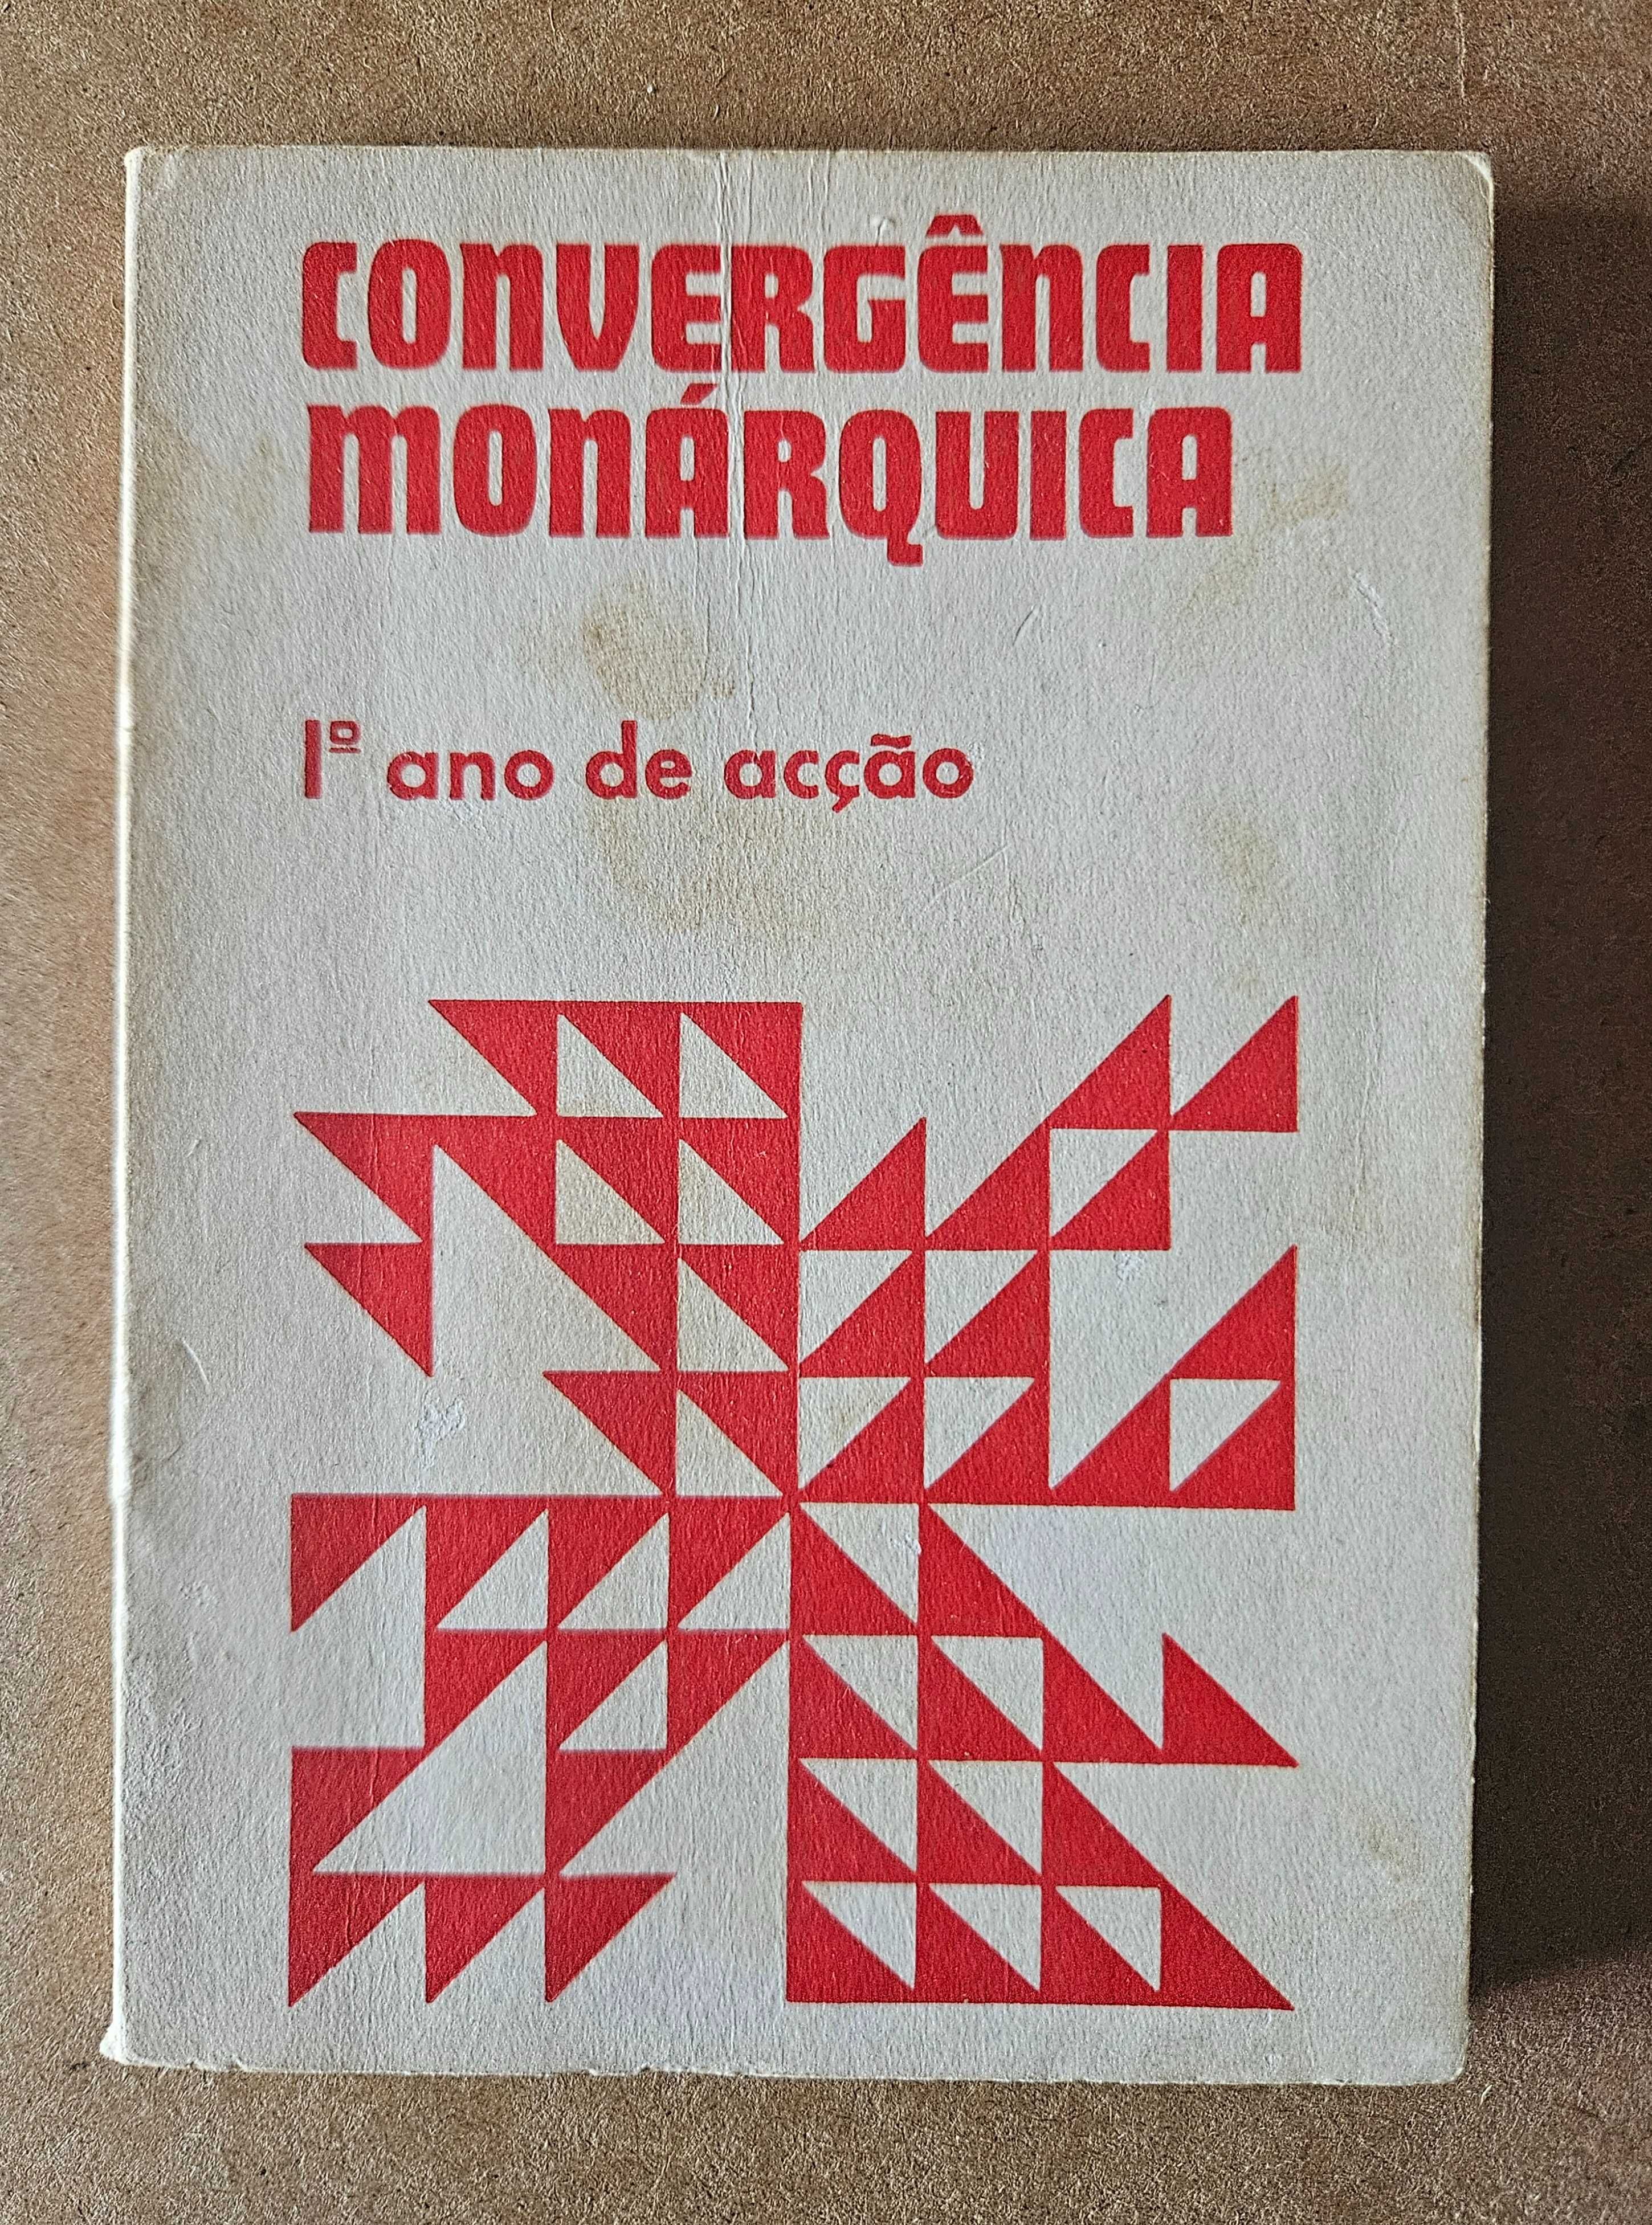 CONVERGÊNCIA
MONÁRQUICA
1º ano de acção